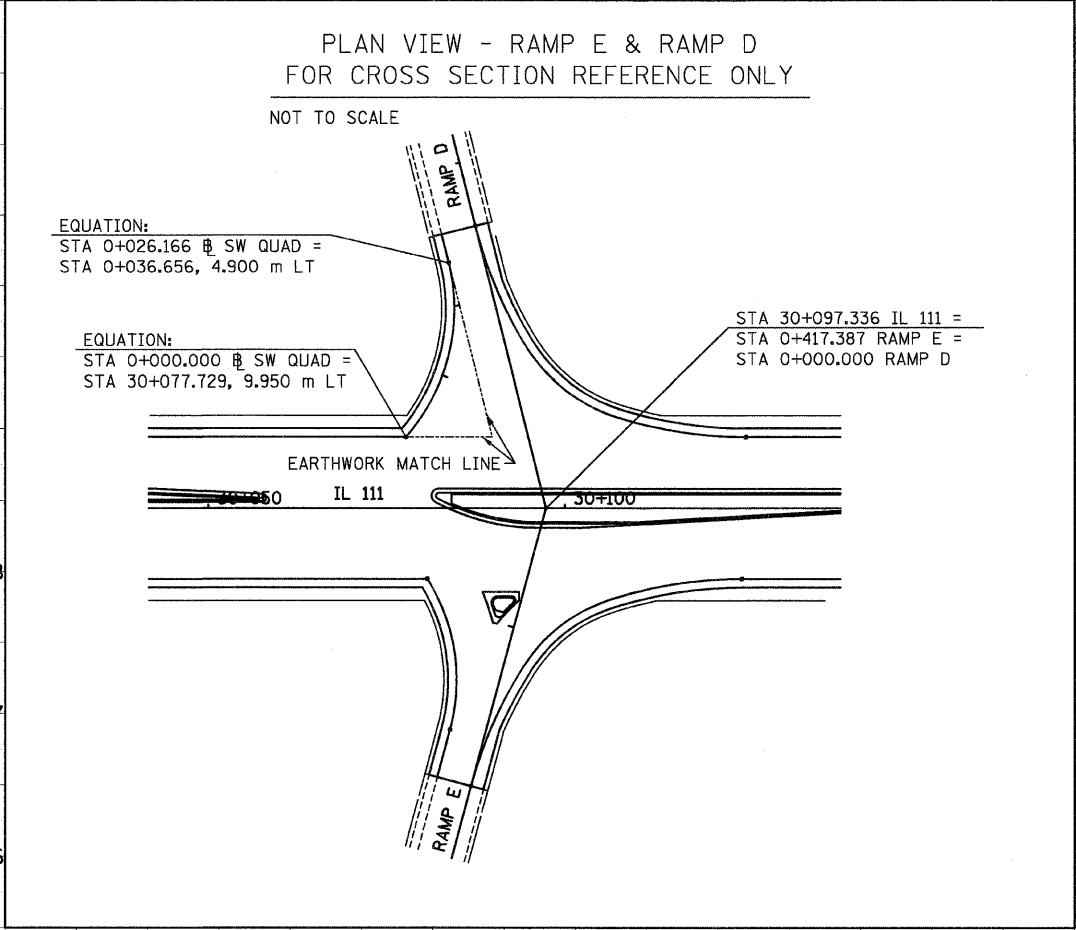 PLAN VIEW - RAMP E & RAMP D
FOR CROSS SECTION REFERENCE ONLY
NOT TO SCALE
RAMP D
EQUATION:
STA 0+026.166 ⅊ SW QUAD =
STA 0+036.656, 4.900 m LT
EQUATION:
STA 0+000.000 ⅊ SW QUAD =
STA 30+077.729, 9.950 m LT
STA 30+097.336 IL 111 =
STA 0+417.387 RAMP E =
STA 0+000.000 RAMP D
EARTHWORK MATCH LINE
30+050
IL 111
30+100
RAMP E